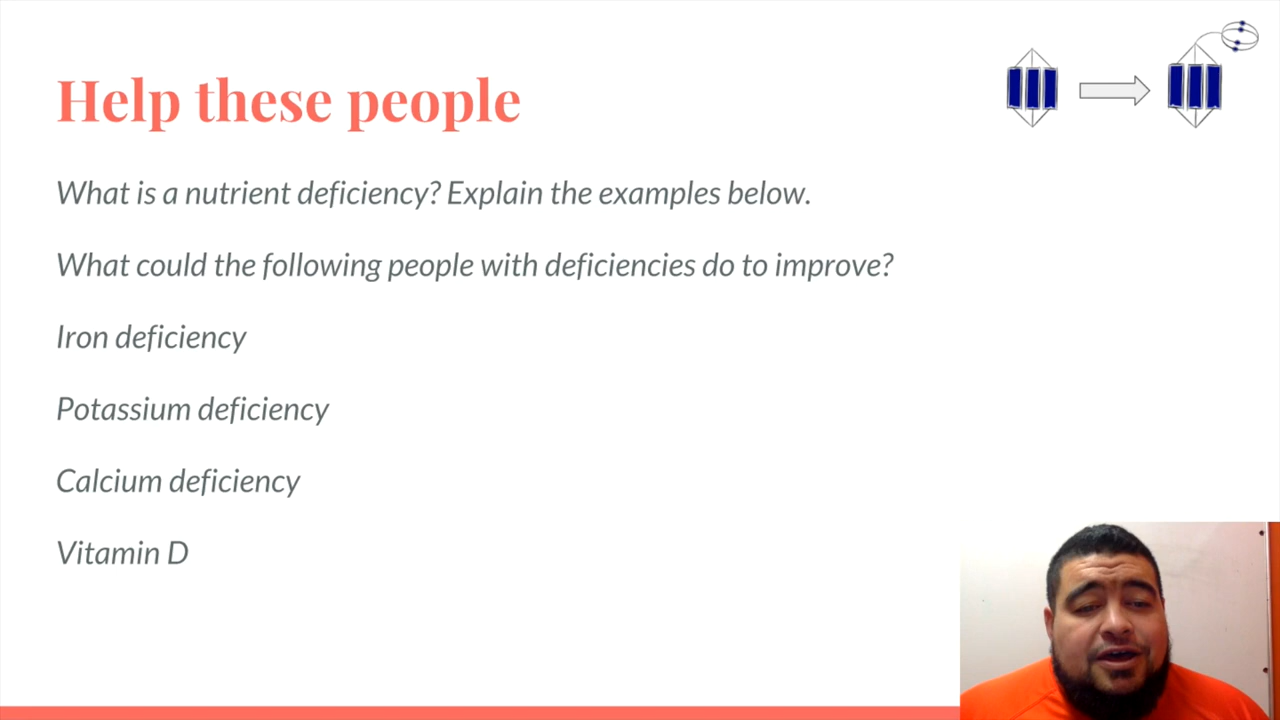 Help these people
What is a nutrient deficiency? Explain the examples below.
What could the following people with deficiencies do to improve?
Iron deficiency
Potassium deficiency
Calcium deficiency
Vitamin D